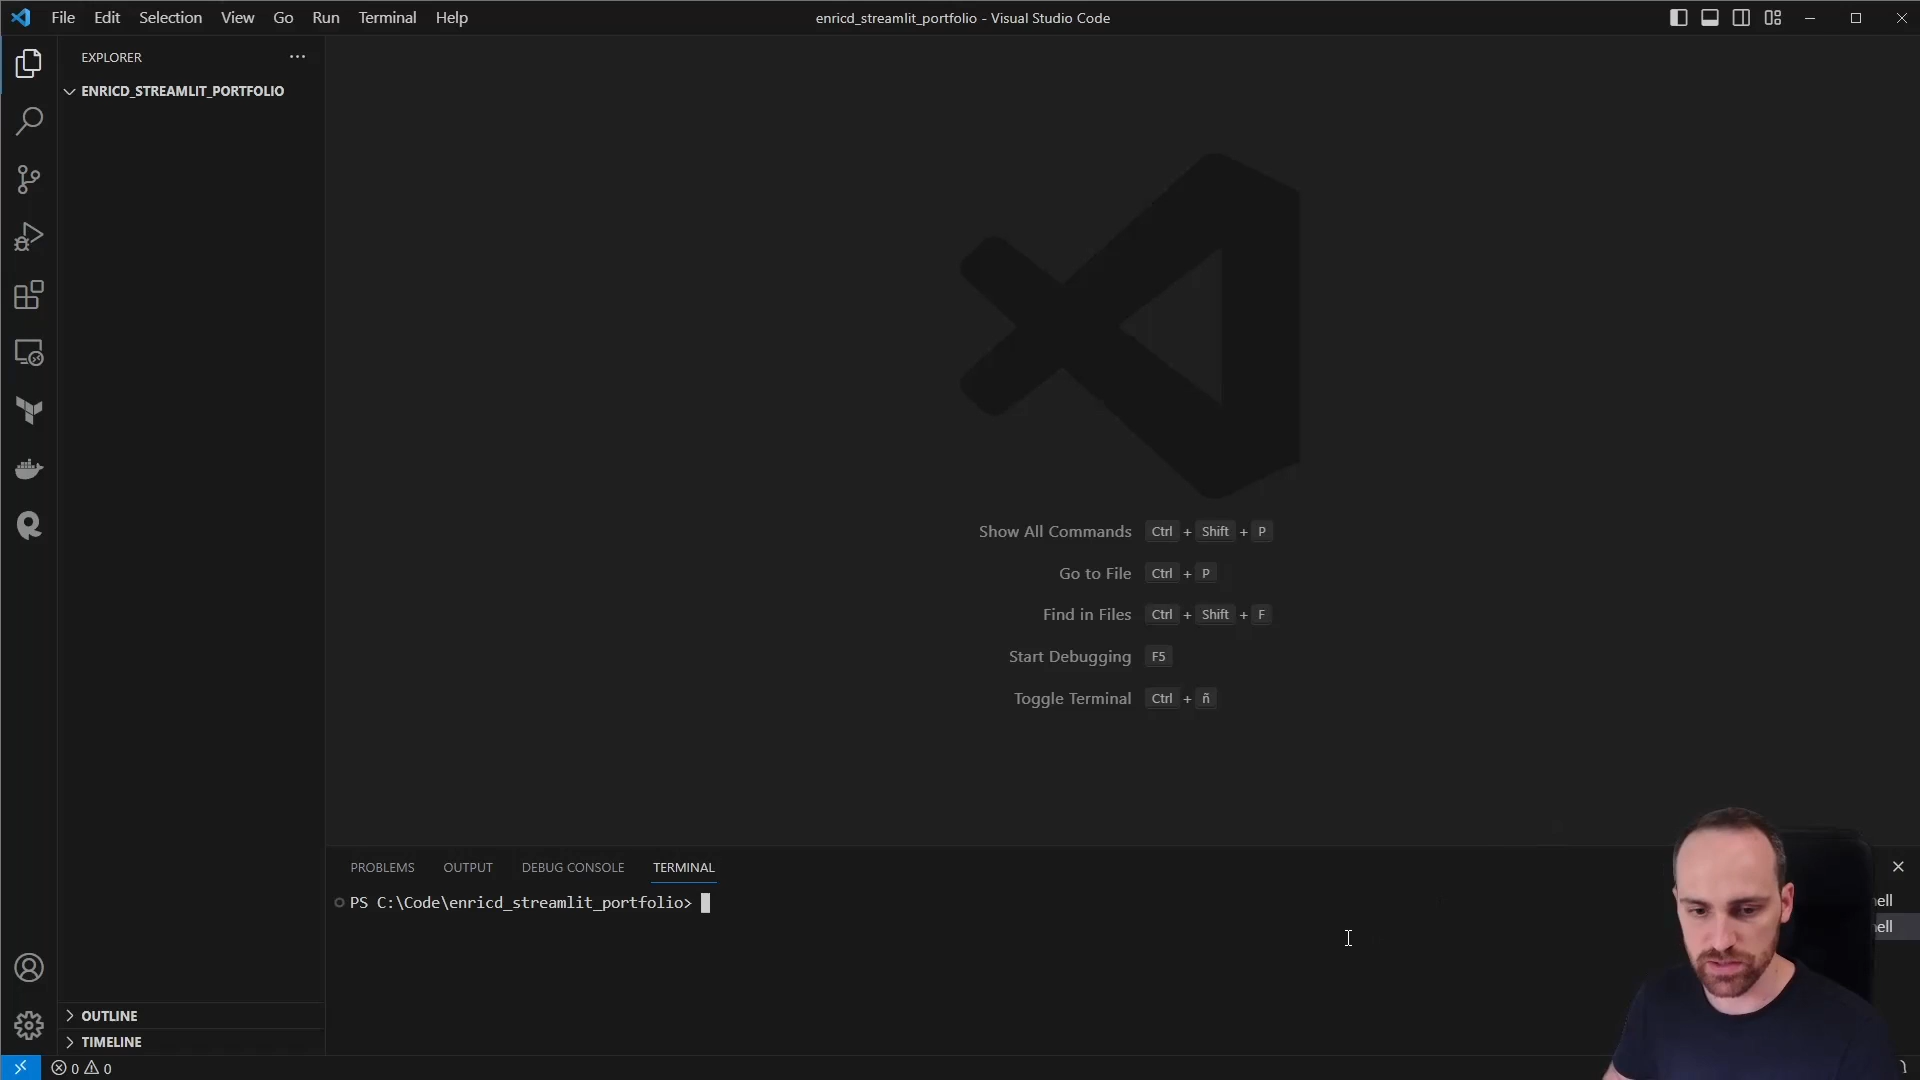 File Edit Selection View Go Run Terminal Help
enricd_streamlit_portfolio - Visual Studio Code
EXPLORER
ENRICD_STREAMLIT_PORTFOLIO
Show All Commands Ctrl + Shift + P
Go to File Ctrl + P
Find in Files Ctrl + Shift + F
Start Debugging F5
Toggle Terminal Ctrl + ñ
PROBLEMS OUTPUT DEBUG CONSOLE TERMINAL
PS C:\Code\enricd_streamlit_portfolio>
ell
ell
OUTLINE
TIMELINE
0 0